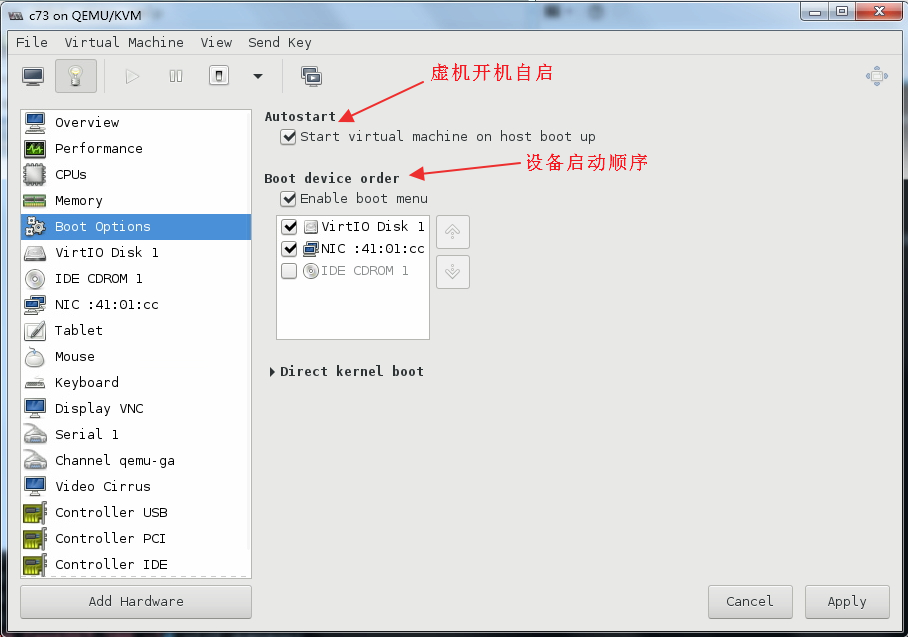 c73 on QEMU/KVM
File Virtual Machine View Send Key
虚机开机自启
Overview
Performance
CPUs
Memory
Boot Options
VirtIO Disk 1
IDE CDROM 1
NIC :41:01:cc
Tablet
Mouse
Keyboard
Display VNC
Serial 1
Channel qemu-ga
Video Cirrus
Controller USB
Controller PCI
Controller IDE
Add Hardware
Autostart
Start virtual machine on host boot up
设备启动顺序
Boot device order
Enable boot menu
VirtIO Disk 1
NIC :41:01:cc
IDE CDROM 1
Direct kernel boot
Cancel
Apply